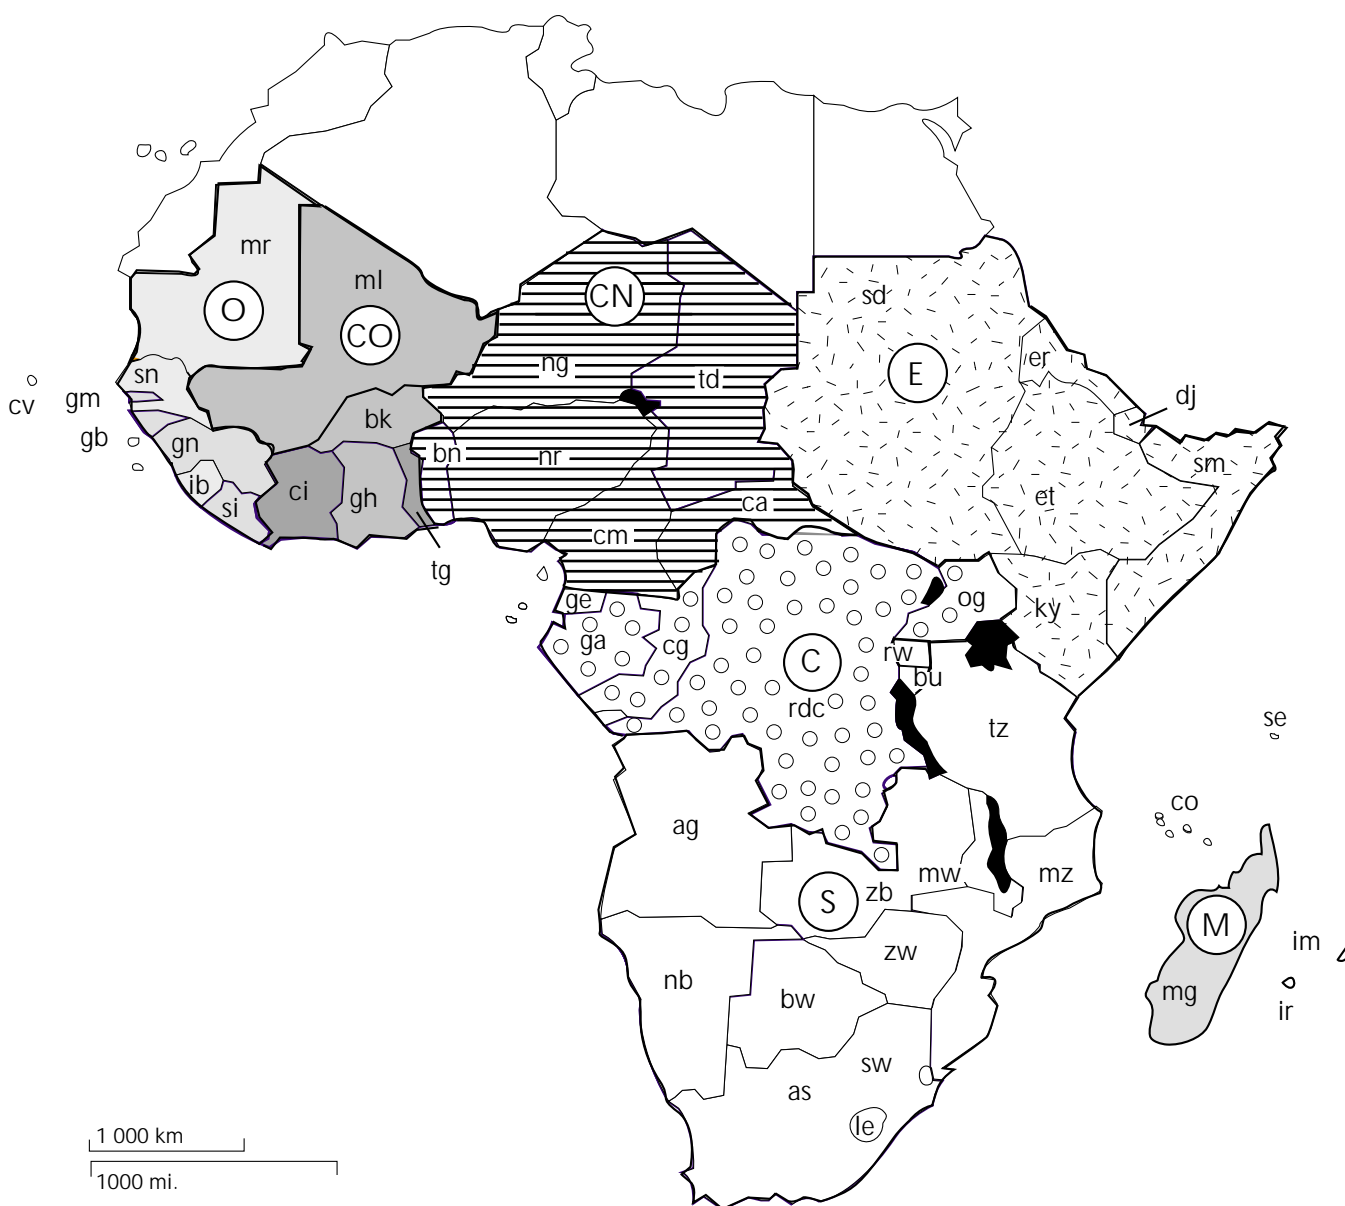 mr
ml
CN
sd
O
CO
E
ng
td
er
dj
sn
cv
gm
gb
bk
gn
bn
nr
sm
ib
ci
gh
si
et
ca
cm
tg
ge
og
ky
ga
cg
C
rw
bu
rdc
tz
se
co
ag
mw
mz
S
zb
M
im
zw
nb
bw
mg
ir
sw
as
le
1 000 km
1000 mi.